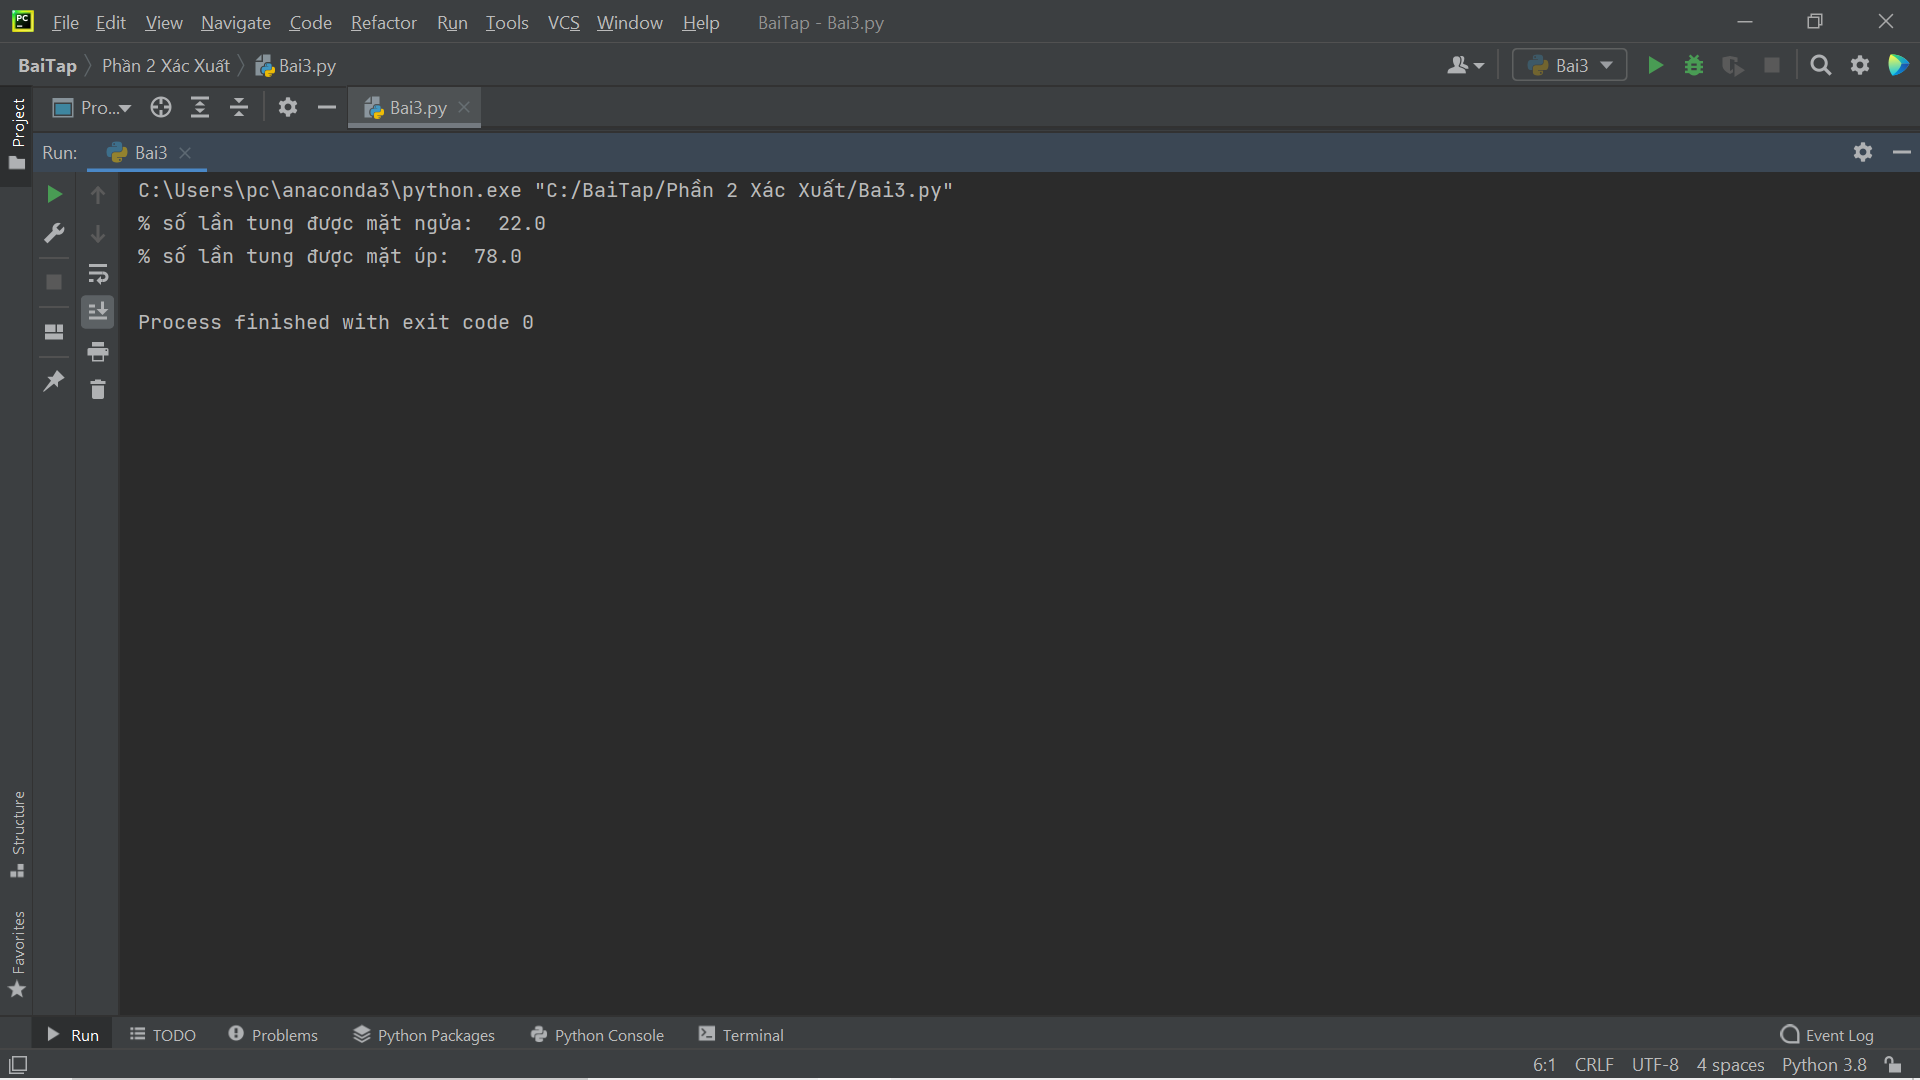 File Edit View Navigate Code Refactor Run Tools VCS Window Help BaiTap - Bai3.py
BaiTap Phần 2 Xác Xuất Bai3.py Bai3
Project
Pro... Bai3.py
Run: Bai3
C:\Users\pc\anaconda3\python.exe "C:/BaiTap/Phần 2 Xác Xuất/Bai3.py"
% số lần tung được mặt ngửa:  22.0
% số lần tung được mặt úp:  78.0
Process finished with exit code 0
Structure
Favorites
Run TODO Problems Python Packages Python Console Terminal Event Log
6:1 CRLF UTF-8 4 spaces Python 3.8